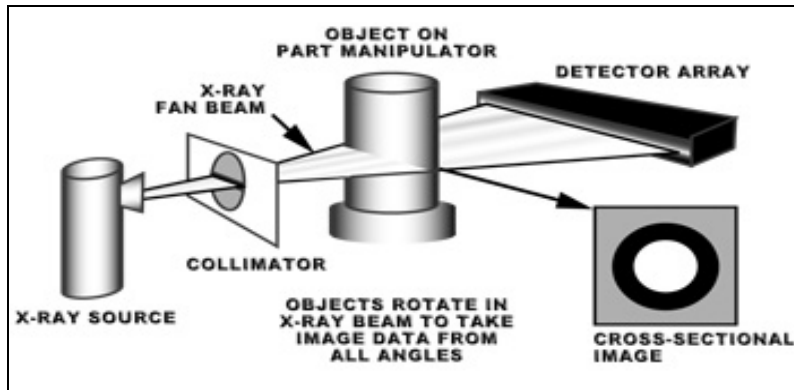 OBJECT ON
PART MANIPULATOR
DETECTOR ARRAY
X-RAY
FAN BEAM
COLLIMATOR
X-RAY SOURCE
OBJECTS ROTATE IN
X-RAY BEAM TO TAKE
IMAGE DATA FROM
ALL ANGLES
CROSS-SECTIONAL
IMAGE